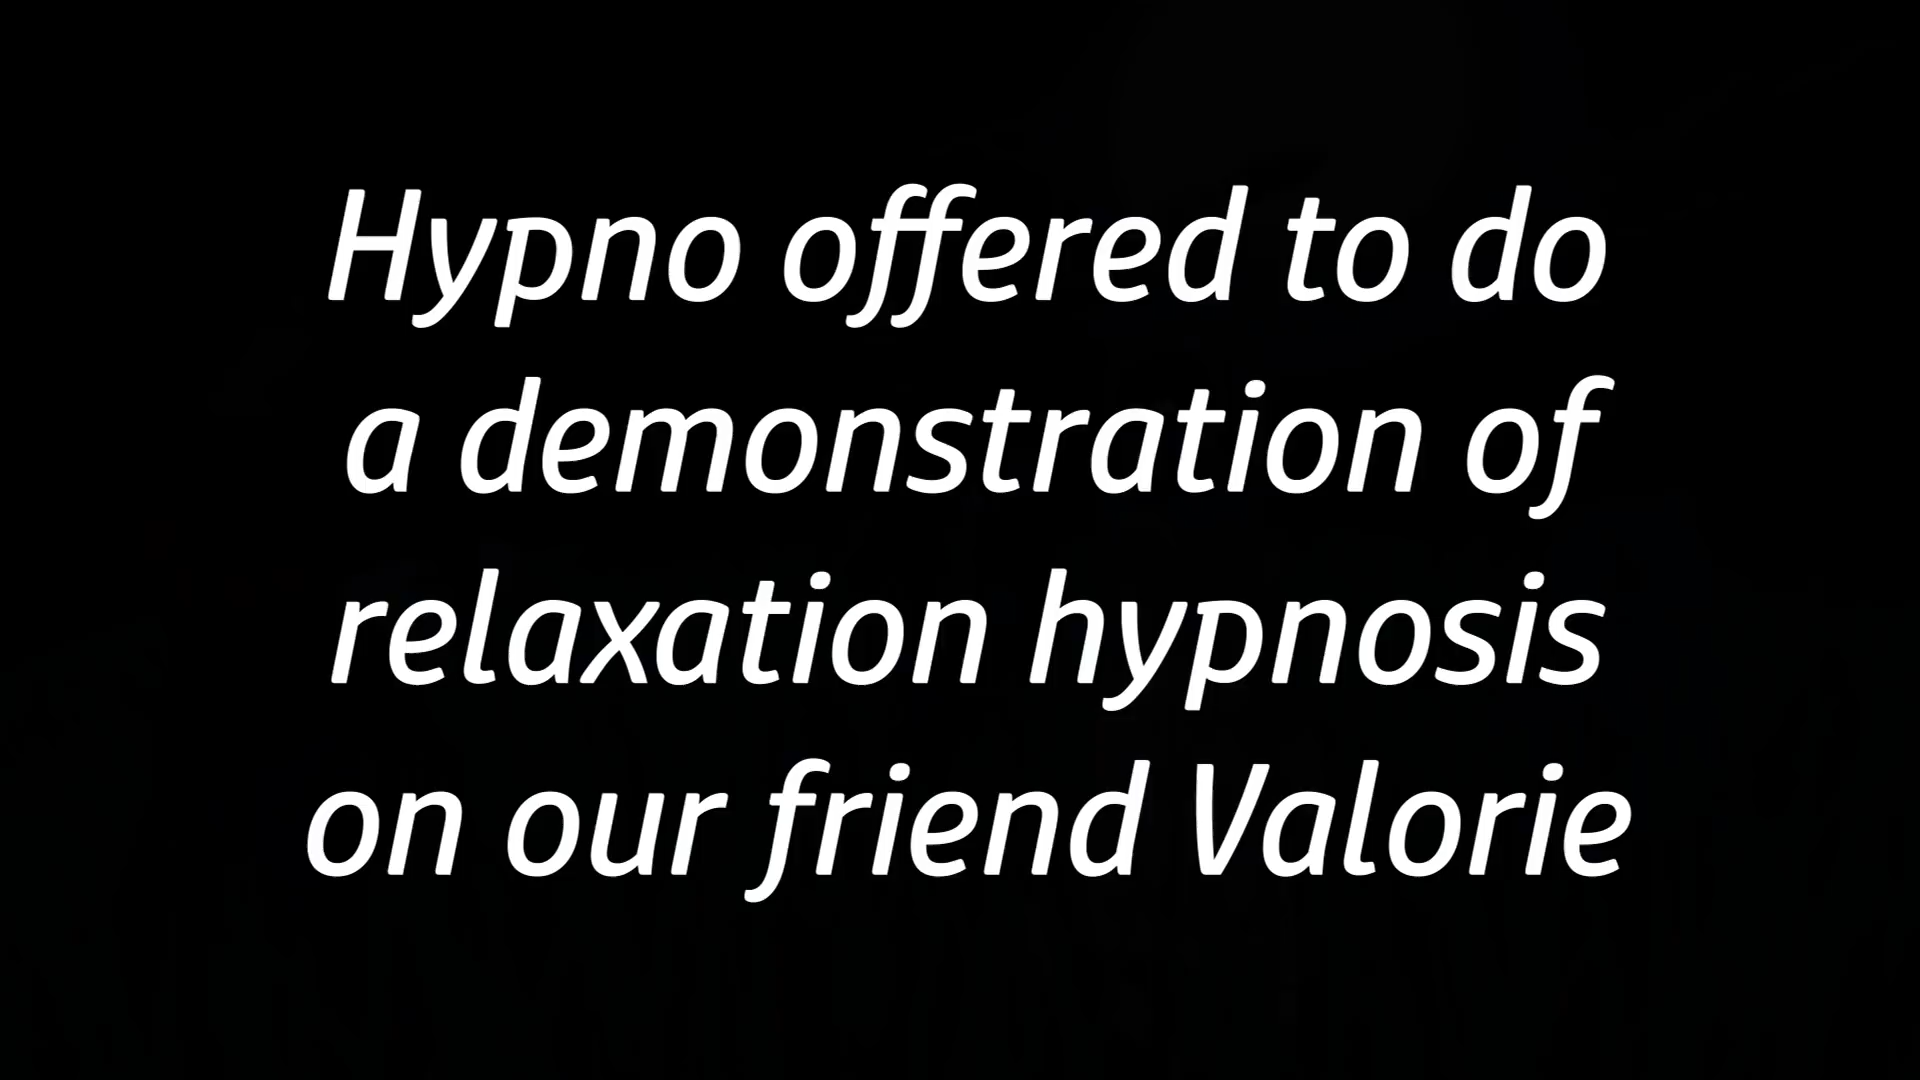 Hypno offered to do
a demonstration of
relaxation hypnosis
on our friend Valorie